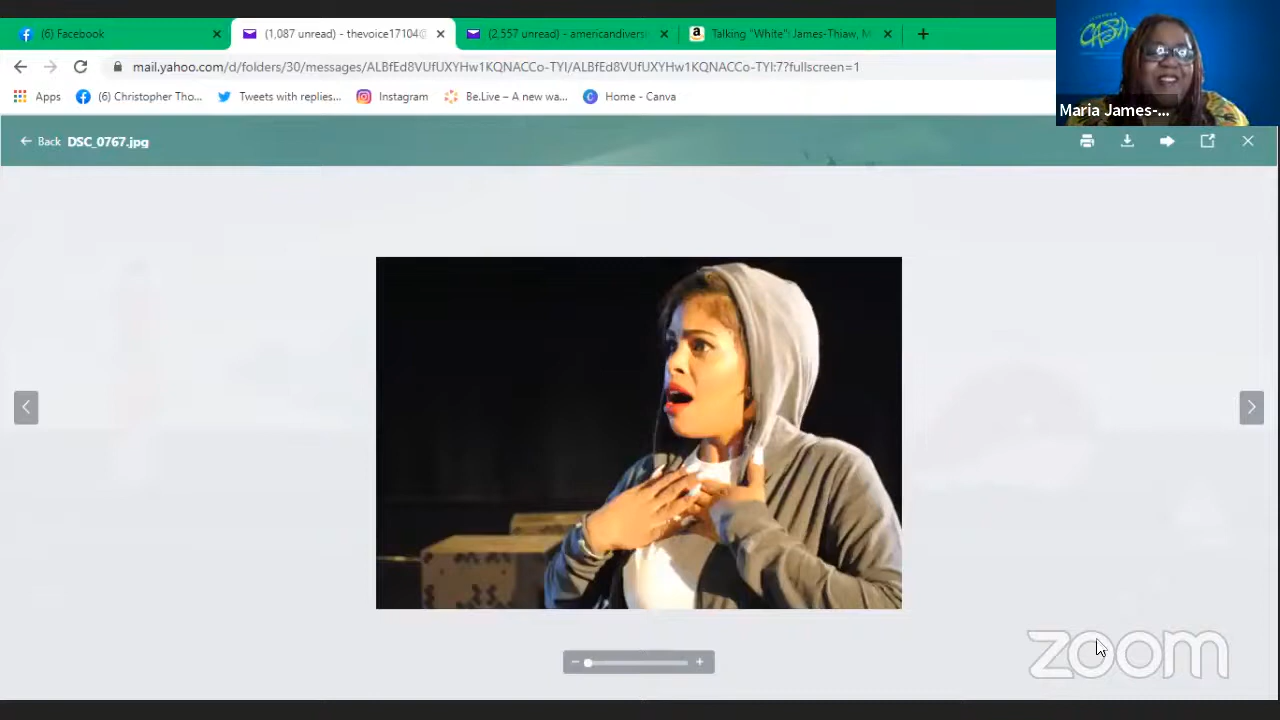 (6) Facebook
(1,087 unread) - thevoice17104@
(2,557 unread) - americandivers
Talking "White": James-Thiaw, M
mail.yahoo.com/d/folders/30/messages/ALBfEd8VUfUXYHw1KQNACCo-TYI/ALBfEd8VUfUXYHw1KQNACCo-TYI:7?fullscreen=1
Apps
(6) Christopher Tho...
Tweets with replies...
Instagram
Be.Live – A new wa...
Home - Canva
CASA
Maria James-...
Back DSC_0767.jpg
zoom